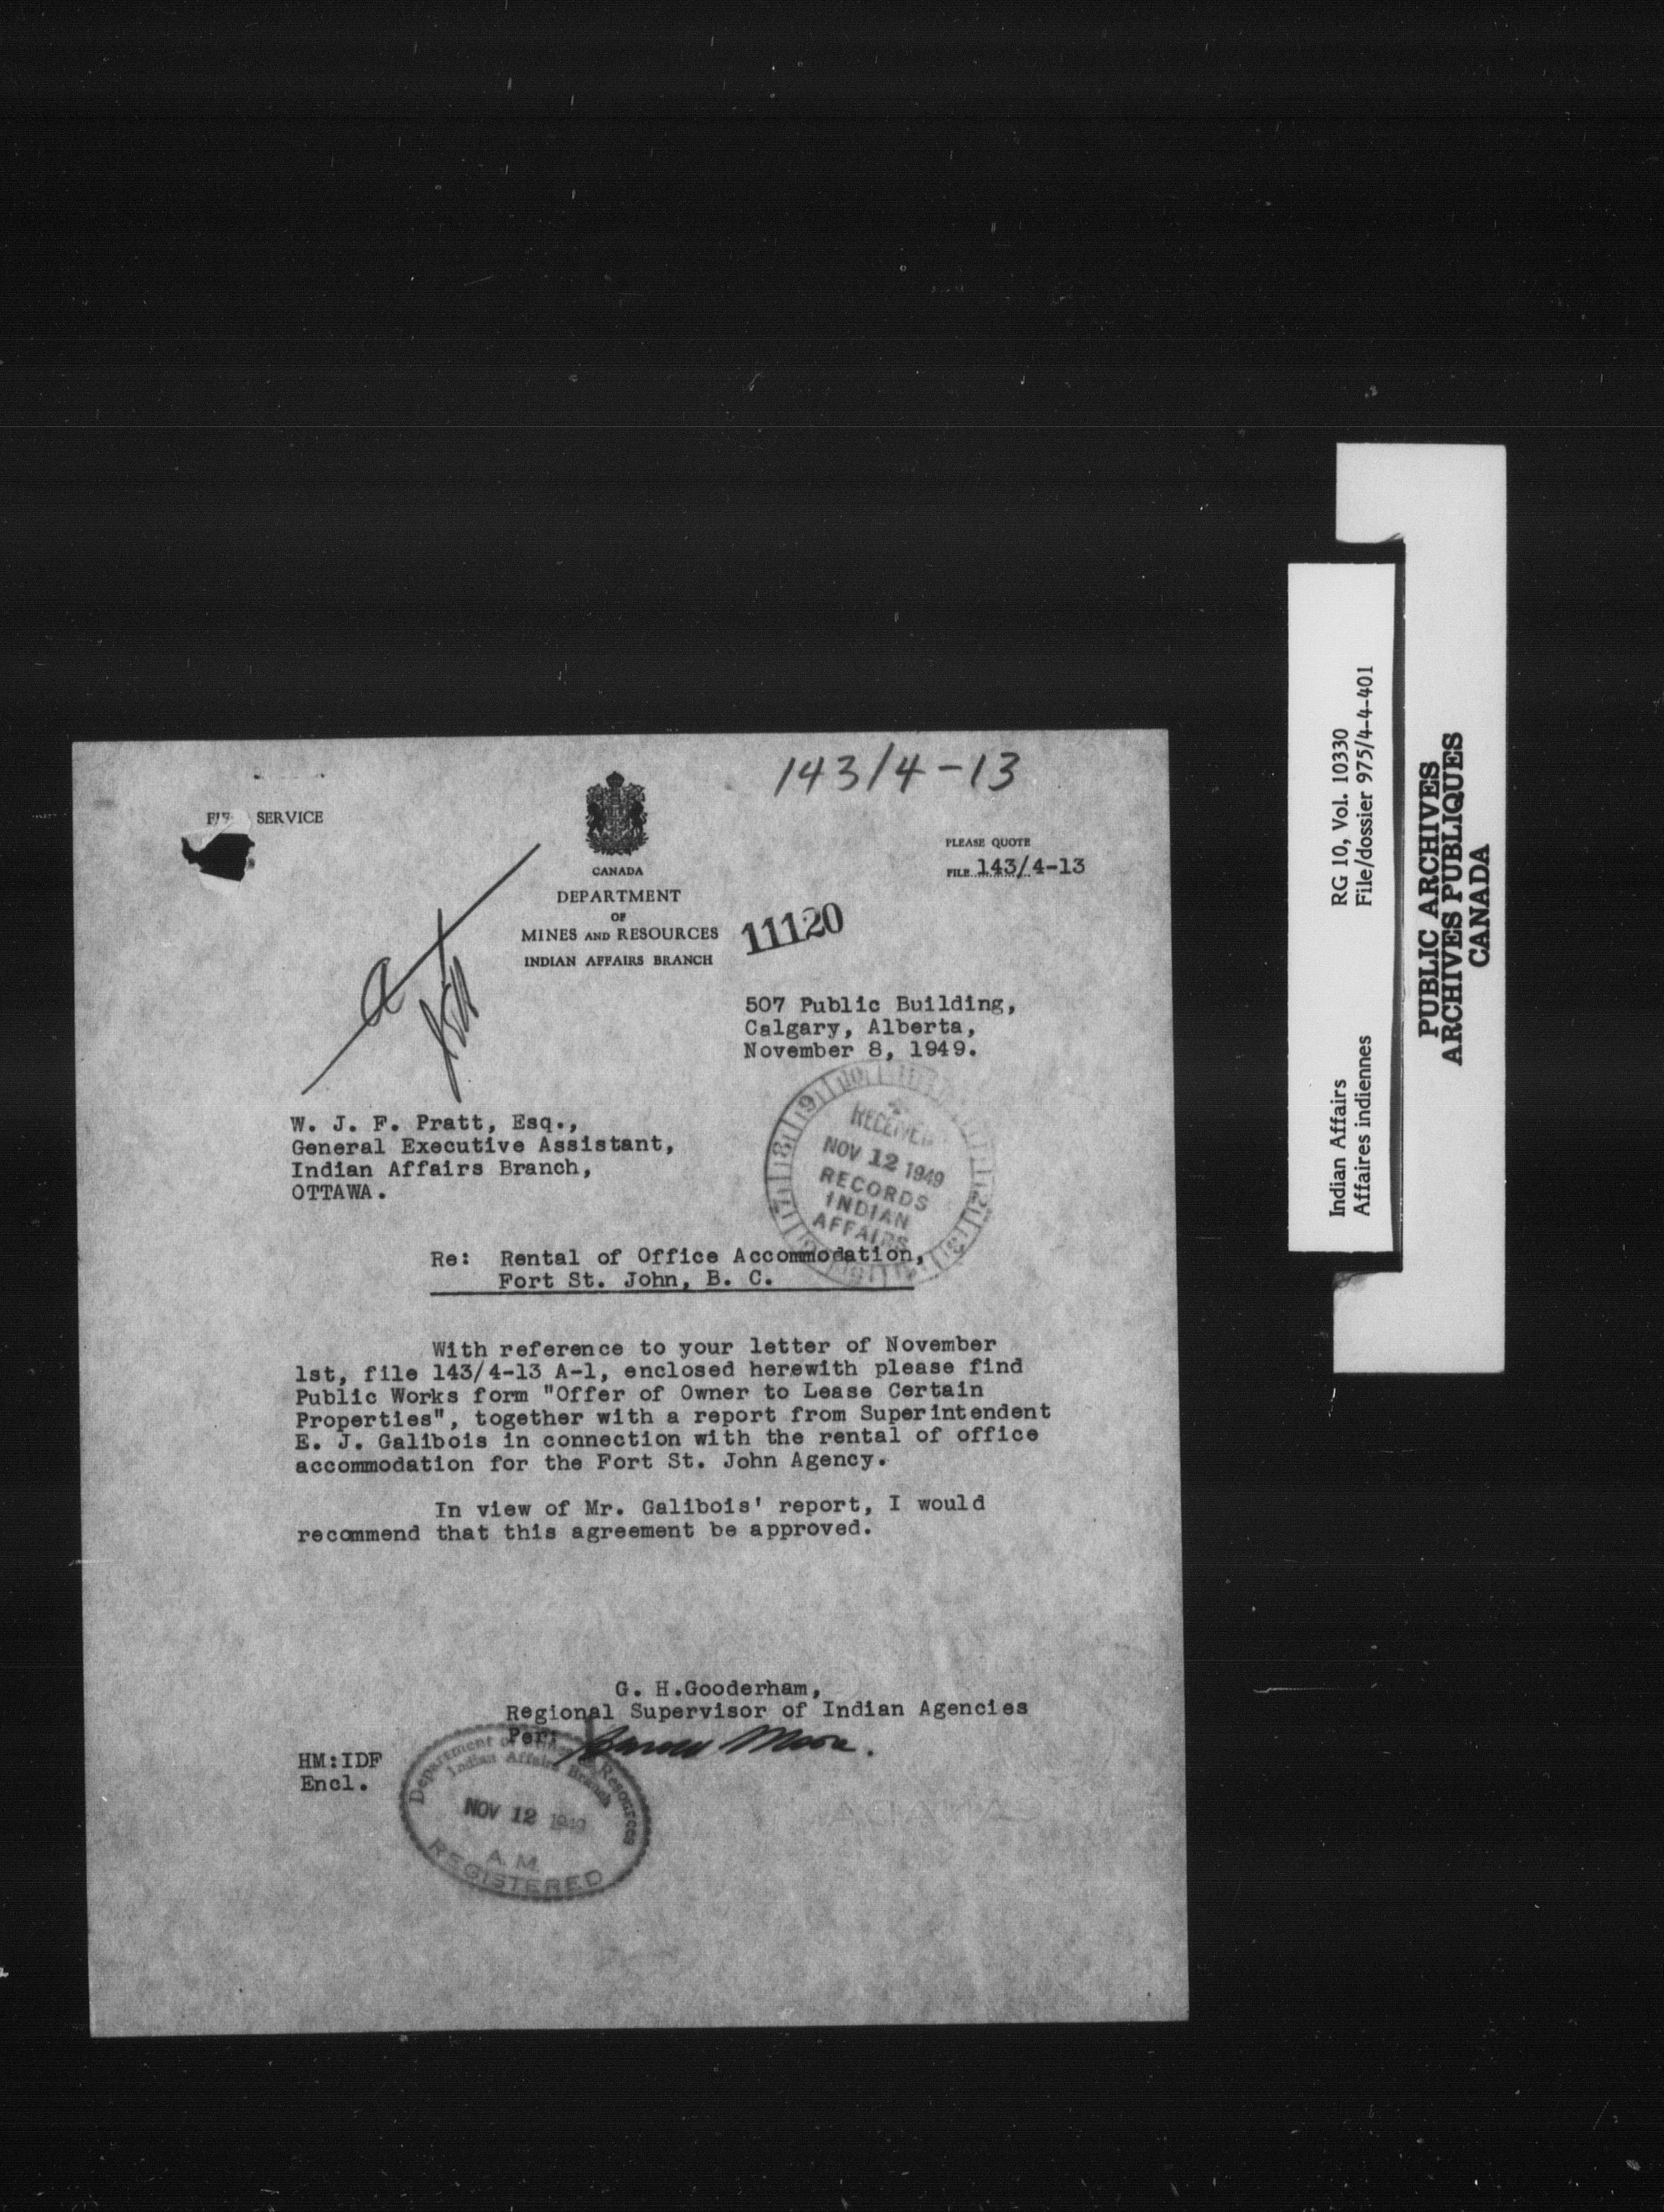 143/4-13
SERVICE
CANADA
DEPARTMENT
OF
MINES AND RESOURCES
INDIAN AFFAIRS BRANCH
PLEASE QUOTE
FILE 143/4-13
11120
507 Public Building,
Calgary, Alberta,
November 8, 1949.
RECEIVED
NOV 12 1949
RECORDS
INDIAN
AFFAIRS
W. J. F. Pratt, Esq.,
General Executive Assistant,
Indian Affairs Branch,
OTTAWA.
Re: Rental of Office Accommodation,
Fort St. John, B. C.
With reference to your letter of November
1st, file 143/4-13 A-1, enclosed herewith please find
Public Works form "Offer of Owner to Lease Certain
Properties", together with a report from Superintendent
E. J. Galibois in connection with the rental of office
accommodation for the Fort St. John Agency.
In view of Mr. Galibois' report, I would
recommend that this agreement be approved.
G. H.Gooderham,
Regional Supervisor of Indian Agencies
Per: Moore.
HM:IDF
Encl.
Department of Mines & Resources
Indian Affairs Branch
NOV 12 1949
A.M.
REGISTERED
Indian Affairs RG 10, Vol. 10330
Affaires indiennes File/dossier 975/4-4-401
PUBLIC ARCHIVES
ARCHIVES PUBLIQUES
CANADA